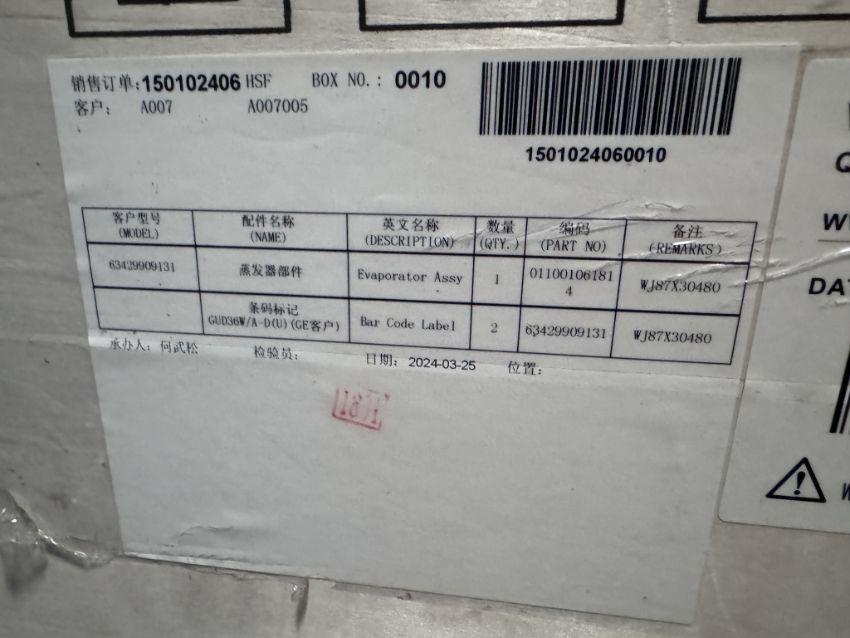 销售订单:150102406 HSF BOX NO.: 0010
客户: A007 A007005
1501024060010
客户型号 配件名称 英文名称 数量 编码 备注
(MODEL) (NAME) (DESCRIPTION) (QTY.) (PART NO) (REMARKS)
63429909131 蒸发器部件 Evaporator Assy 1 01100106181 WJ87X30480
4
条码标记
GUD36W/A-D(U)(GE客户) Bar Code Label 2 63429909131 WJ87X30480
承办人: 何武松 检验员: 日期: 2024-03-25 位置:
Q
W
DA
W